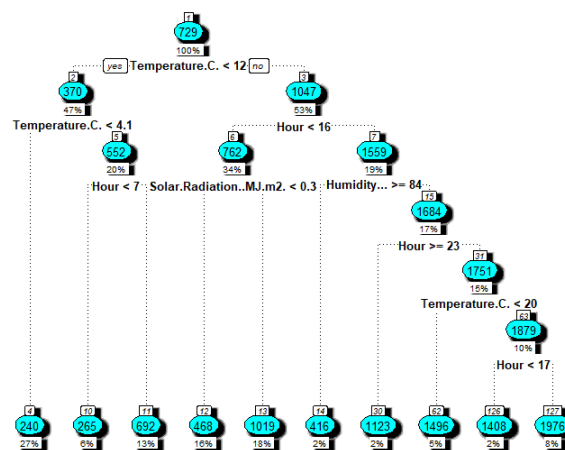 1
729
100%
yes Temperature.C. < 12 no
2 3
370 1047
47% 53%
Temperature.C. < 4.1 Hour < 16
5 6 7
552 762 1559
20% 34% 19%
Hour < 7 Solar.Radiation..MJ.m2. < 0.3 Humidity... >= 84
15
1684
17%
Hour >= 23
31
1751
15%
Temperature.C. < 20
63
1879
10%
Hour < 17
4 10 11 12 13 14 30 62 126 127
240 265 692 468 1019 416 1123 1496 1408 1976
27% 6% 13% 16% 18% 2% 2% 5% 2% 8%